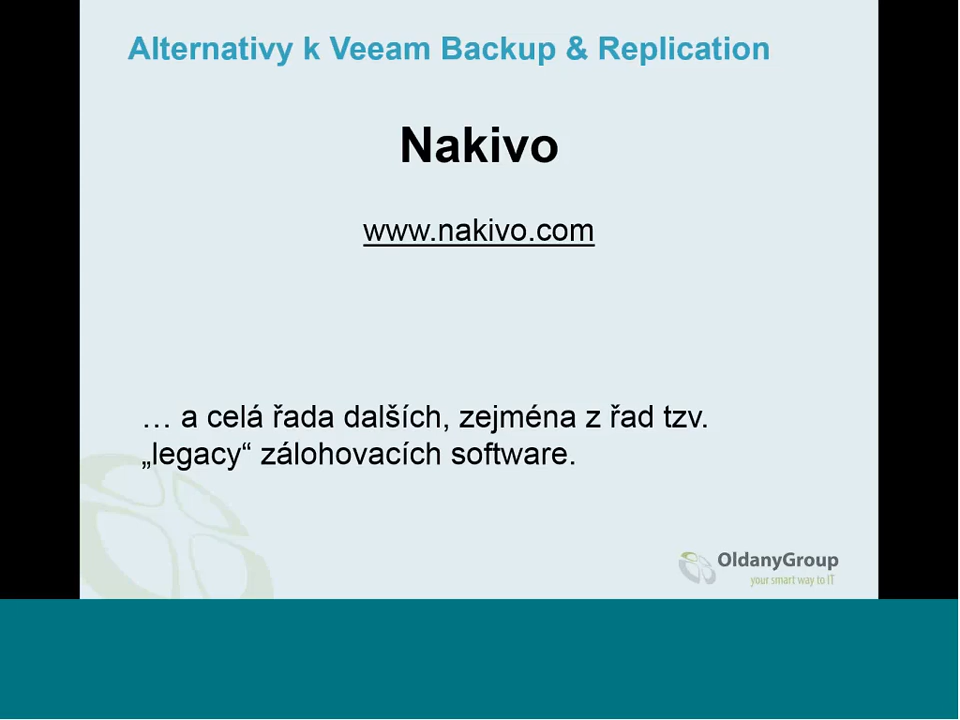 Alternativy k Veeam Backup & Replication
Nakivo
www.nakivo.com
… a celá řada dalších, zejména z řad tzv.
„legacy“ zálohovacích software.
OldanyGroup
your smart way to IT